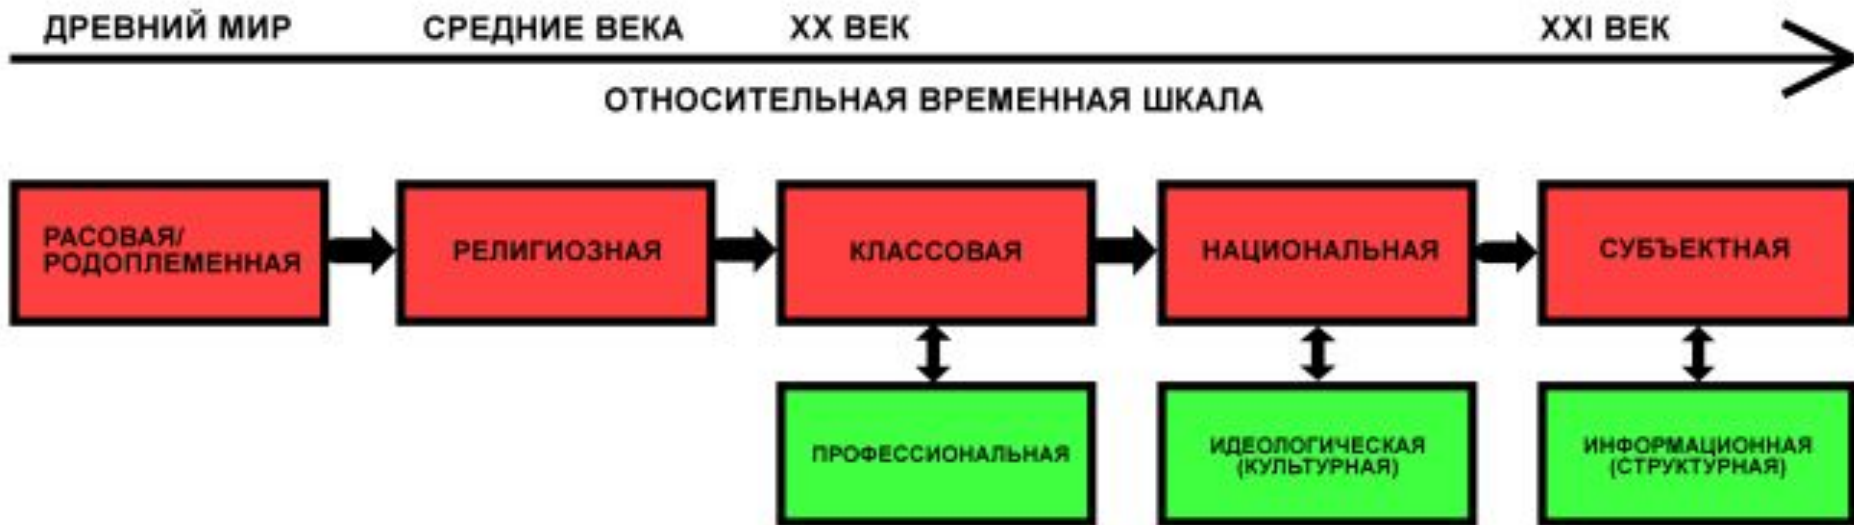 ДРЕВНИЙ МИР
СРЕДНИЕ ВЕКА
XX ВЕК
XXI ВЕК
ОТНОСИТЕЛЬНАЯ ВРЕМЕННАЯ ШКАЛА
РАСОВАЯ/
РОДОПЛЕМЕННАЯ
РЕЛИГИОЗНАЯ
КЛАССОВАЯ
НАЦИОНАЛЬНАЯ
СУБЪЕКТНАЯ
ПРОФЕССИОНАЛЬНАЯ
ИДЕОЛОГИЧЕСКАЯ
(КУЛЬТУРНАЯ)
ИНФОРМАЦИОННАЯ
(СТРУКТУРНАЯ)